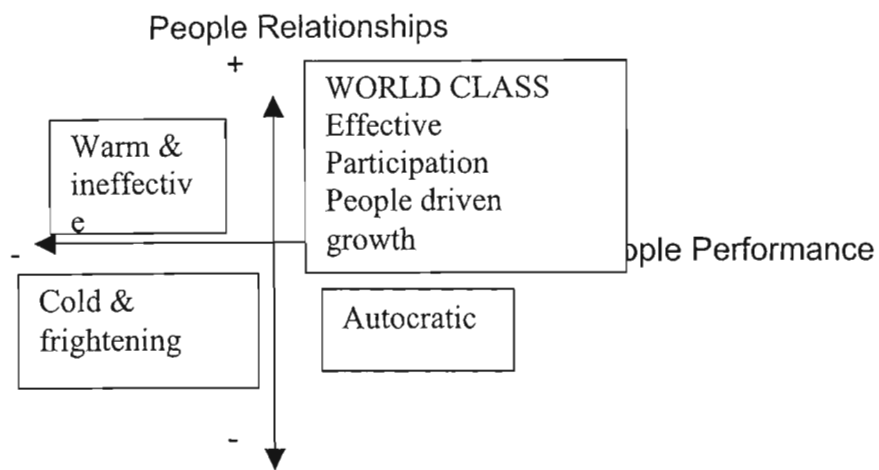 People Relationships
+
WORLD CLASS
Effective
Participation
People driven
growth
Warm &
ineffectiv
e
-
ople Performance
Cold &
frightening
Autocratic
-